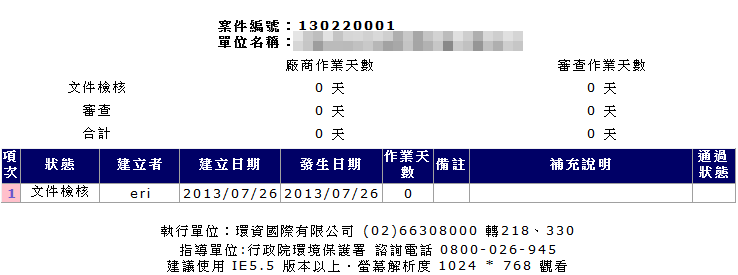 案件編號：130220001
單位名稱：
廠商作業天數 審查作業天數
文件檢核 0 天 0 天
審查 0 天 0 天
合計 0 天 0 天
項次 狀態 建立者 建立日期 發生日期 作業天數 備註 補充說明 通過狀態
1 文件檢核 eri 2013/07/26 2013/07/26 0
執行單位：環資國際有限公司 (02)66308000 轉218、330
指導單位:行政院環境保護署 諮詢電話 0800-026-945
建議使用 IE5.5 版本以上‧螢幕解析度 1024 * 768 觀看